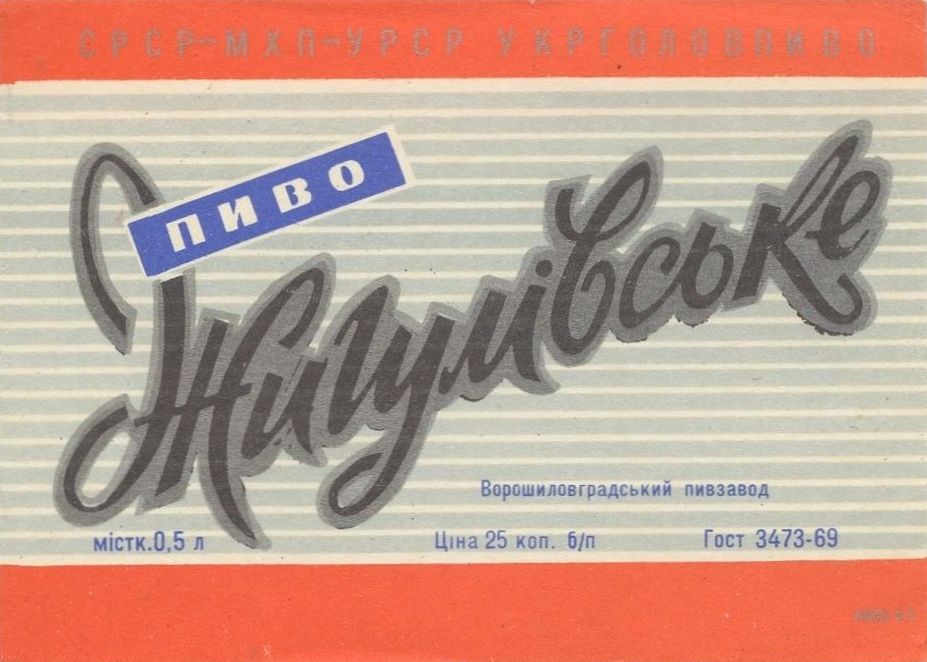 СРСР-МХП-УРСР УКРГОЛОВПИВО
ПИВО
Жигулівське
Ворошиловградський пивзавод
містк.0,5 л Ціна 25 коп. б/п Гост 3473-69